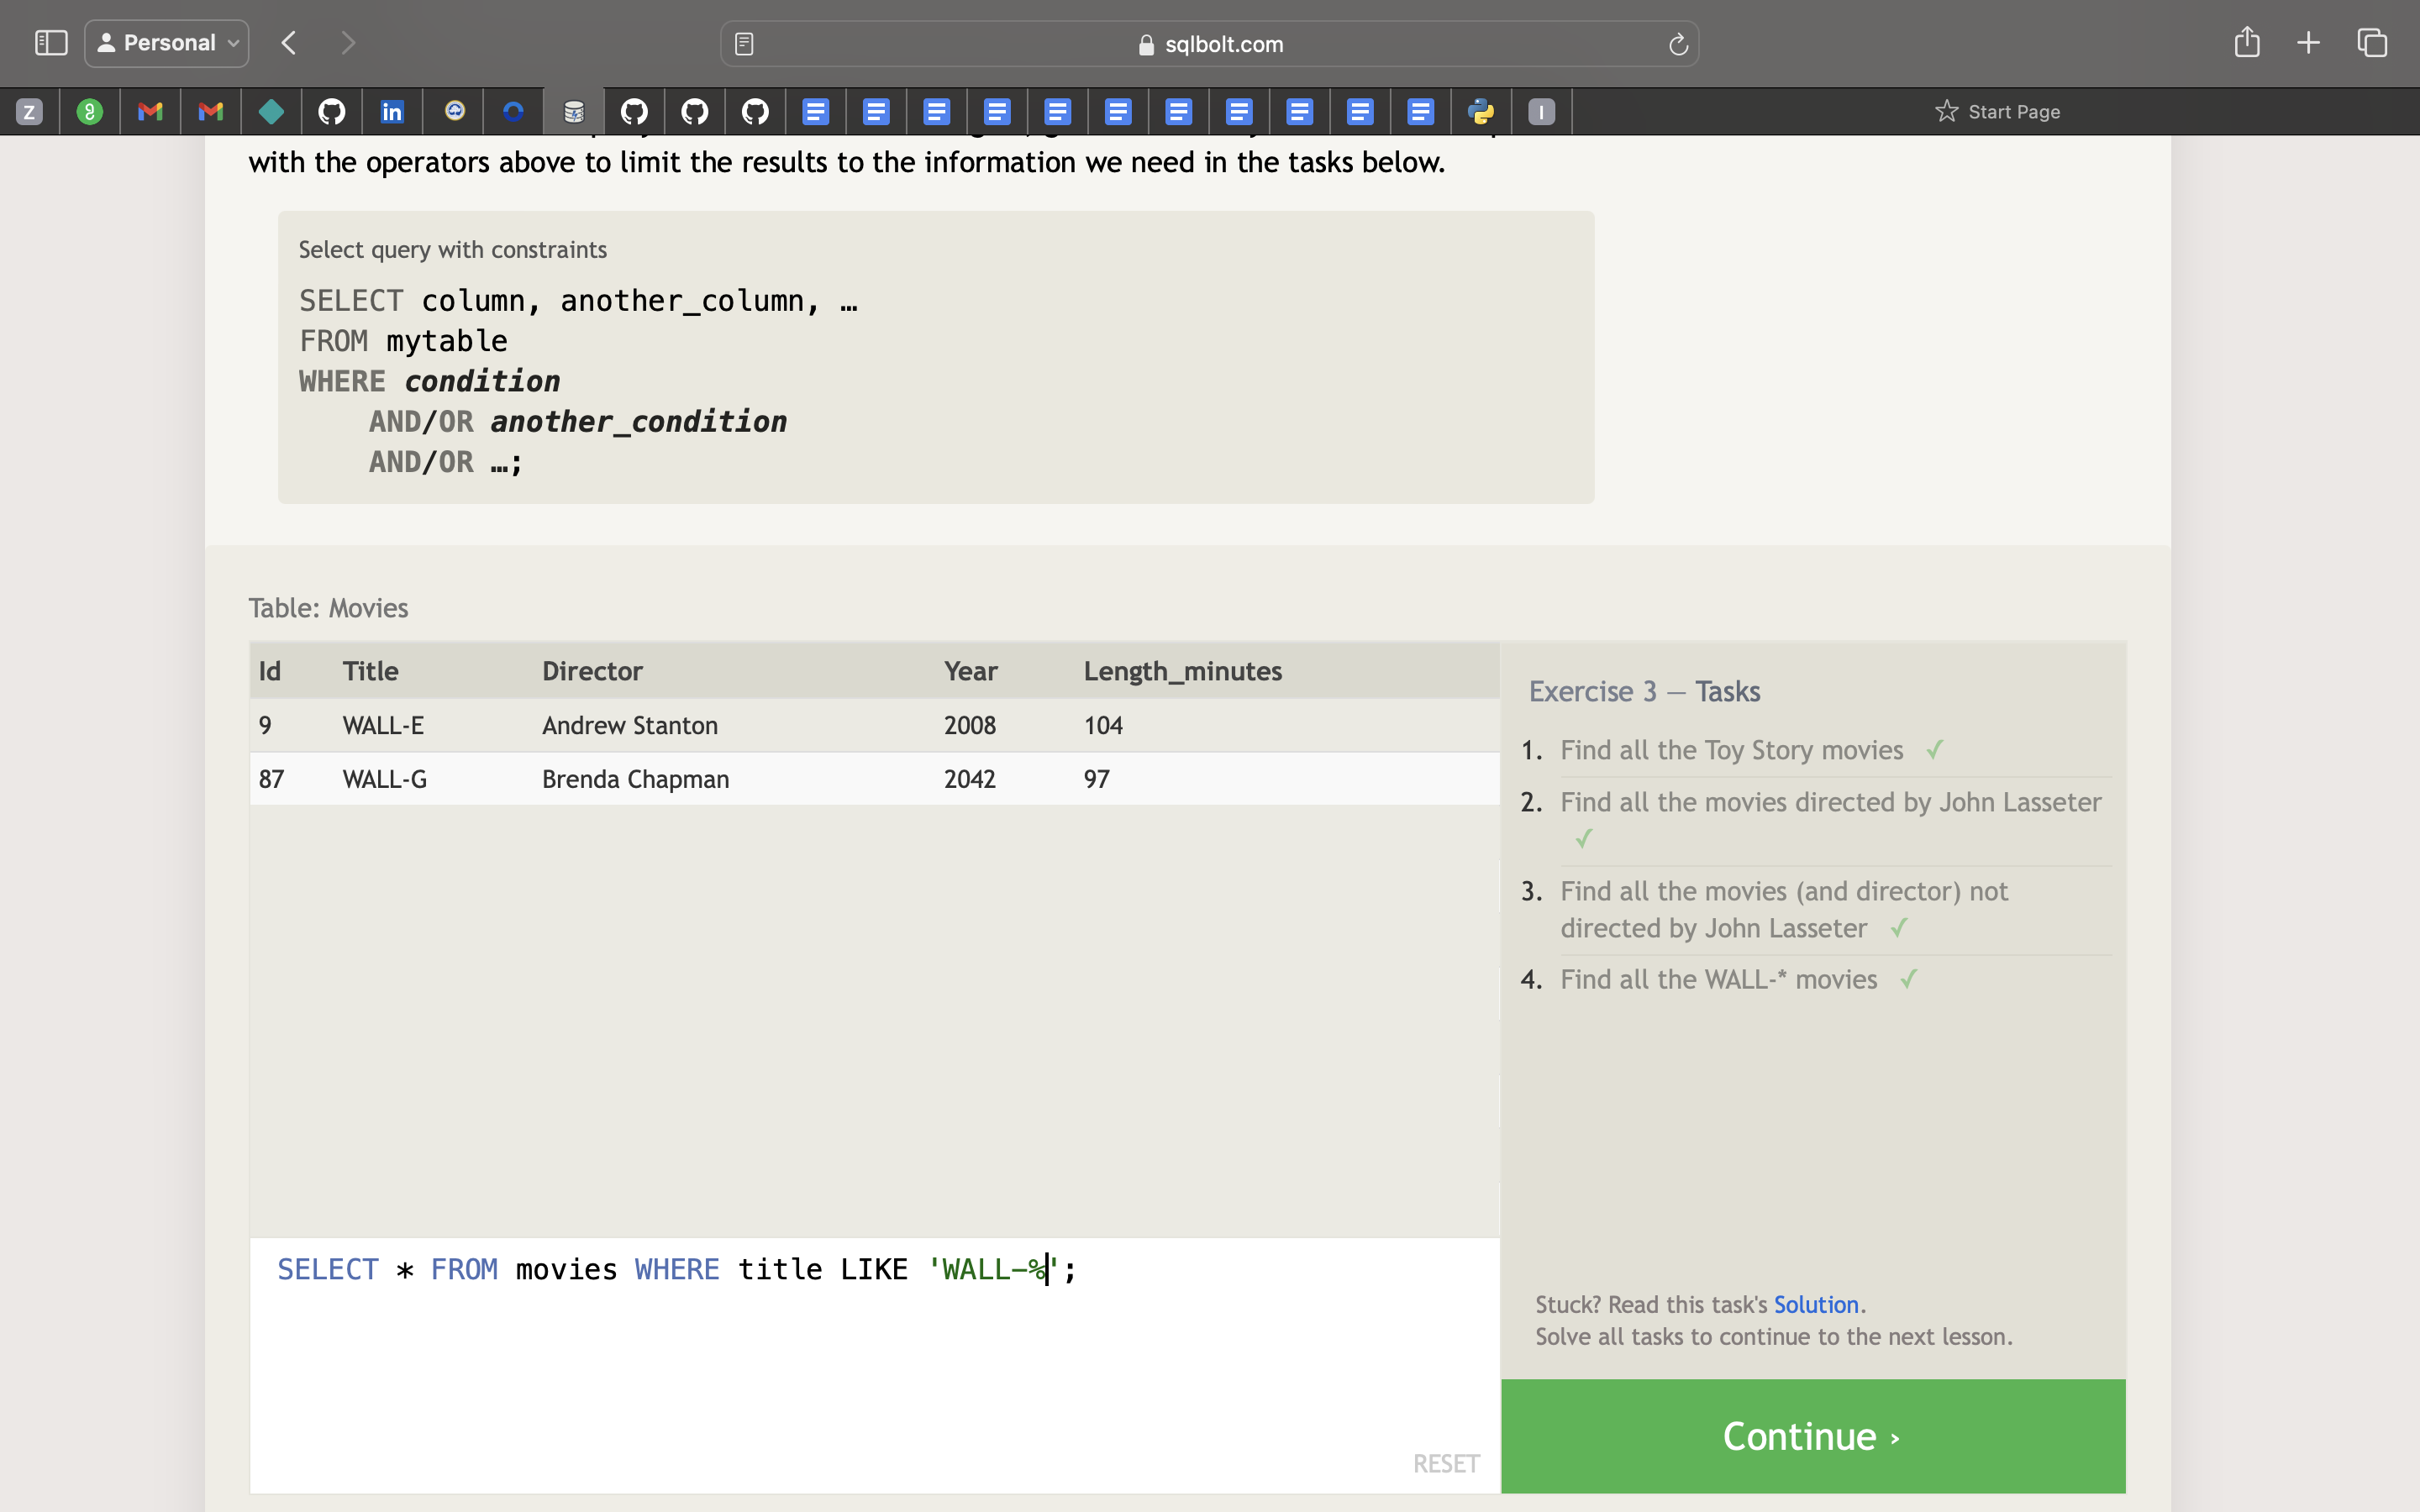 Personal
sqlbolt.com
Z
in
I
Start Page
with the operators above to limit the results to the information we need in the tasks below.
Select query with constraints
SELECT column, another_column, …
FROM mytable
WHERE condition
AND/OR another_condition
AND/OR …;
Table: Movies
Id Title Director Year Length_minutes
9 WALL-E Andrew Stanton 2008 104
87 WALL-G Brenda Chapman 2042 97
SELECT * FROM movies WHERE title LIKE 'WALL-%';
RESET
Exercise 3 — Tasks
1. Find all the Toy Story movies ✓
2. Find all the movies directed by John Lasseter
✓
3. Find all the movies (and director) not
directed by John Lasseter ✓
4. Find all the WALL-* movies ✓
Stuck? Read this task's Solution.
Solve all tasks to continue to the next lesson.
Continue ›